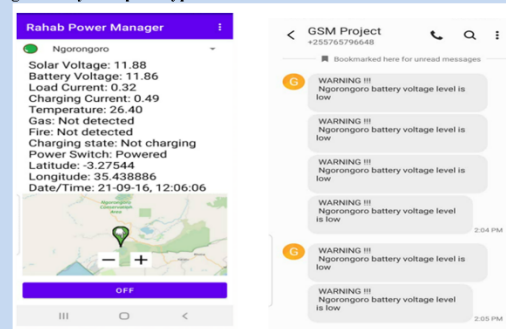 Rahab Power Manager
Ngorongoro
Solar Voltage: 11.88
Battery Voltage: 11.86
Load Current: 0.32
Charging Current: 0.49
Temperature: 26.40
Gas: Not detected
Fire: Not detected
Charging state: Not charging
Power Switch: Powered
Latitude: -3.27544
Longitude: 35.438886
Date/Time: 21-09-16, 12:06:06
OFF
GSM Project
+255765796648
Bookmarked here for unread messages
G
WARNING !!!
Ngorongoro battery voltage level is
low
WARNING !!!
Ngorongoro battery voltage level is
low
WARNING !!!
Ngorongoro battery voltage level is
low
WARNING !!!
Ngorongoro battery voltage level
is low
2:04 PM
G
WARNING !!!
Ngorongoro battery voltage level is
low
WARNING !!!
Ngorongoro battery voltage level
is low
2:05 PM